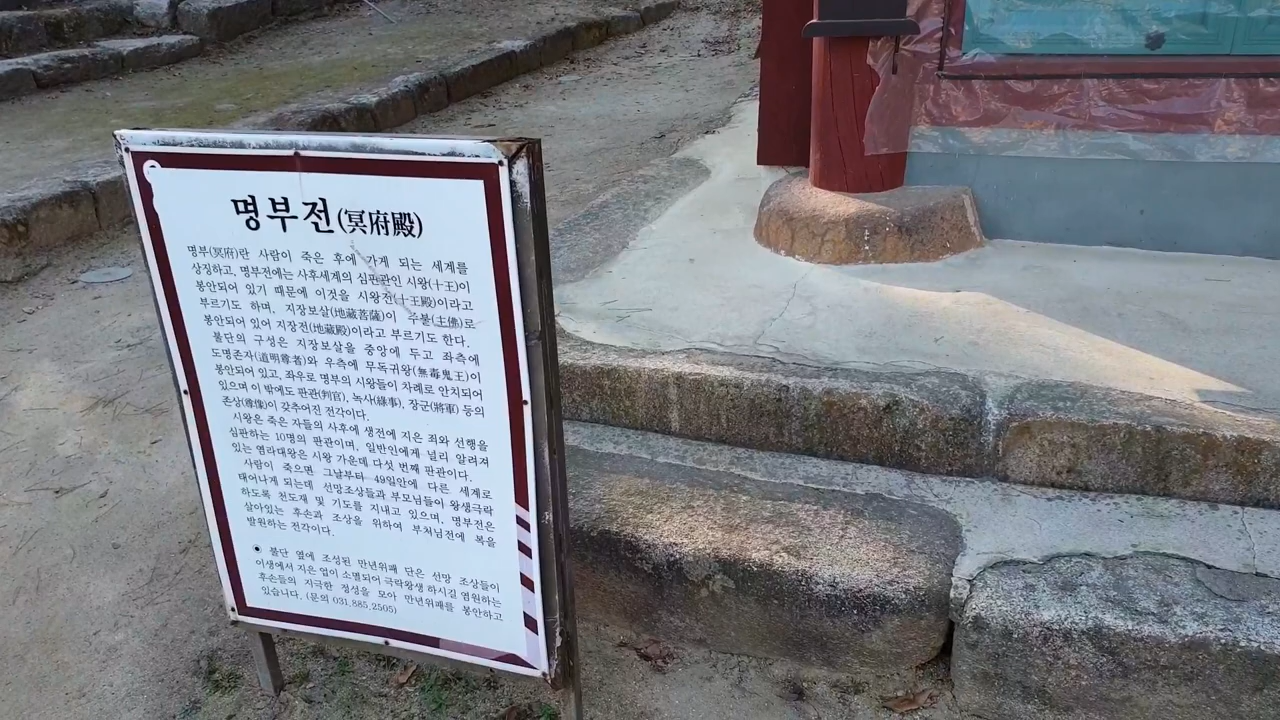 명부전(冥府殿)
명부(冥府)란 사람이 죽은 후에 가게 되는 세계를
상징하고, 명부전에는 사후세계의 심판관인 시왕(十王)이
봉안되어 있기 때문에 이것을 시왕전(十王殿)이라고
부르기도 하며, 지장보살(地藏菩薩)이 주불(主佛)로
봉안되어 있어 지장전(地藏殿)이라고 부르기도 한다.
불단의 구성은 지장보살을 중앙에 두고 좌측에
도명존자(道明尊者)와 우측에 무독귀왕(無毒鬼王)이
봉안되어 있고, 좌우로 명부의 시왕들이 차례로 안치되어
있으며 이 밖에도 판관(判官), 녹사(綠事), 장군(將軍) 등의
존상(尊像)이 갖추어진 전각이다.
시왕은 죽은 자들의 사후에 생전에 지은 죄와 선행을
심판하는 10명의 판관이며, 일반인에게 널리 알려져
있는 염라대왕은 시왕 가운데 다섯 번째 판관이다.
사람이 죽으면 그날부터 49일안에 다른 세계로
태어나게 되는데 선망조상들과 부모님들이 왕생극락
하도록 천도재 및 기도를 지내고 있으며, 명부전은
살아있는 후손과 조상을 위하여 부처님전에 복을
발원하는 전각이다.
◉ 불단 옆에 조성된 만년위패 단은 선망 조상들이
이생에서 지은 업이 소멸되어 극락왕생 하시길 염원하는
후손들의 지극한 정성을 모아 만년위패를 봉안하고
있습니다. (문의 031.885.2505)